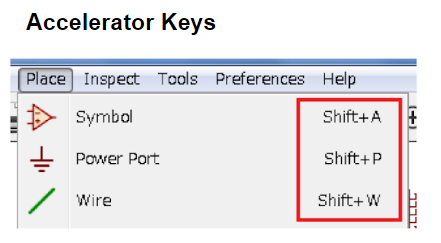 Accelerator Keys
Place Inspect Tools Preferences Help
Symbol Shift+A
Power Port Shift+P
Wire Shift+W